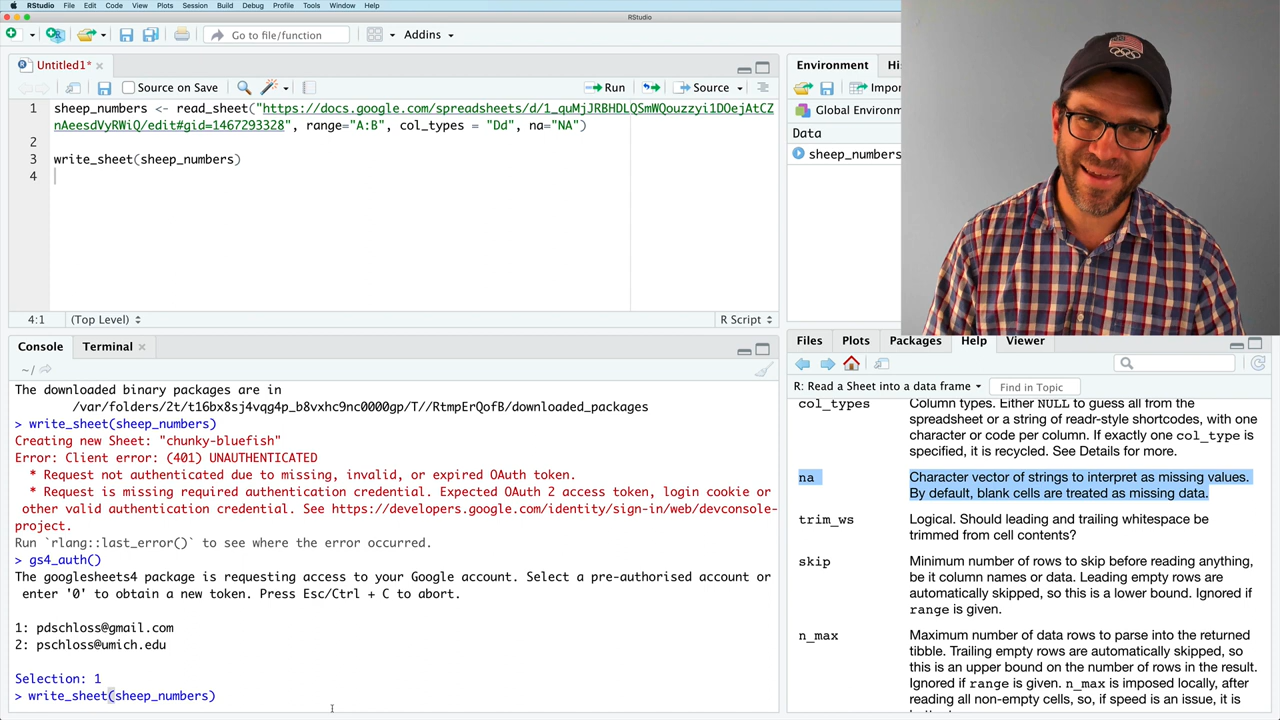 RStudio File Edit Code View Plots Session Build Debug Profile Tools Window Help
RStudio
Go to file/function Addins
Untitled1*
Source on Save Run Source
1 sheep_numbers <- read_sheet("https://docs.google.com/spreadsheets/d/1_quMjJRBHDLQSmWQouzzyi1DOejAtCZ
nAeesdVyRWiQ/edit#gid=1467293328", range="A:B", col_types = "Dd", na="NA")
2
3 write_sheet(sheep_numbers)
4
4:1 (Top Level) R Script
Console Terminal
~/
The downloaded binary packages are in
/var/folders/2t/t16bx8sj4vqg4p_b8vxhc9nc0000gp/T//RtmpErQofB/downloaded_packages
> write_sheet(sheep_numbers)
Creating new Sheet: "chunky-bluefish"
Error: Client error: (401) UNAUTHENTICATED
* Request not authenticated due to missing, invalid, or expired OAuth token.
* Request is missing required authentication credential. Expected OAuth 2 access token, login cookie or
other valid authentication credential. See https://developers.google.com/identity/sign-in/web/devconsole-
project.
Run `rlang::last_error()` to see where the error occurred.
> gs4_auth()
The googlesheets4 package is requesting access to your Google account. Select a pre-authorised account or
enter '0' to obtain a new token. Press Esc/Ctrl + C to abort.
1: pdschloss@gmail.com
2: pschloss@umich.edu
Selection: 1
> write_sheet(sheep_numbers)
Environment Hi
Impor
Global Environ
Data
sheep_numbers
Files Plots Packages Help Viewer
R: Read a Sheet into a data frame Find in Topic
col_types Column types. Either NULL to guess all from the
spreadsheet or a string of readr-style shortcodes, with one
character or code per column. If exactly one col_type is
specified, it is recycled. See Details for more.
na Character vector of strings to interpret as missing values.
By default, blank cells are treated as missing data.
trim_ws Logical. Should leading and trailing whitespace be
trimmed from cell contents?
skip Minimum number of rows to skip before reading anything,
be it column names or data. Leading empty rows are
automatically skipped, so this is a lower bound. Ignored if
range is given.
n_max Maximum number of data rows to parse into the returned
tibble. Trailing empty rows are automatically skipped, so
this is an upper bound on the number of rows in the result.
Ignored if range is given. n_max is imposed locally, after
reading all non-empty cells, so, if speed is an issue, it is